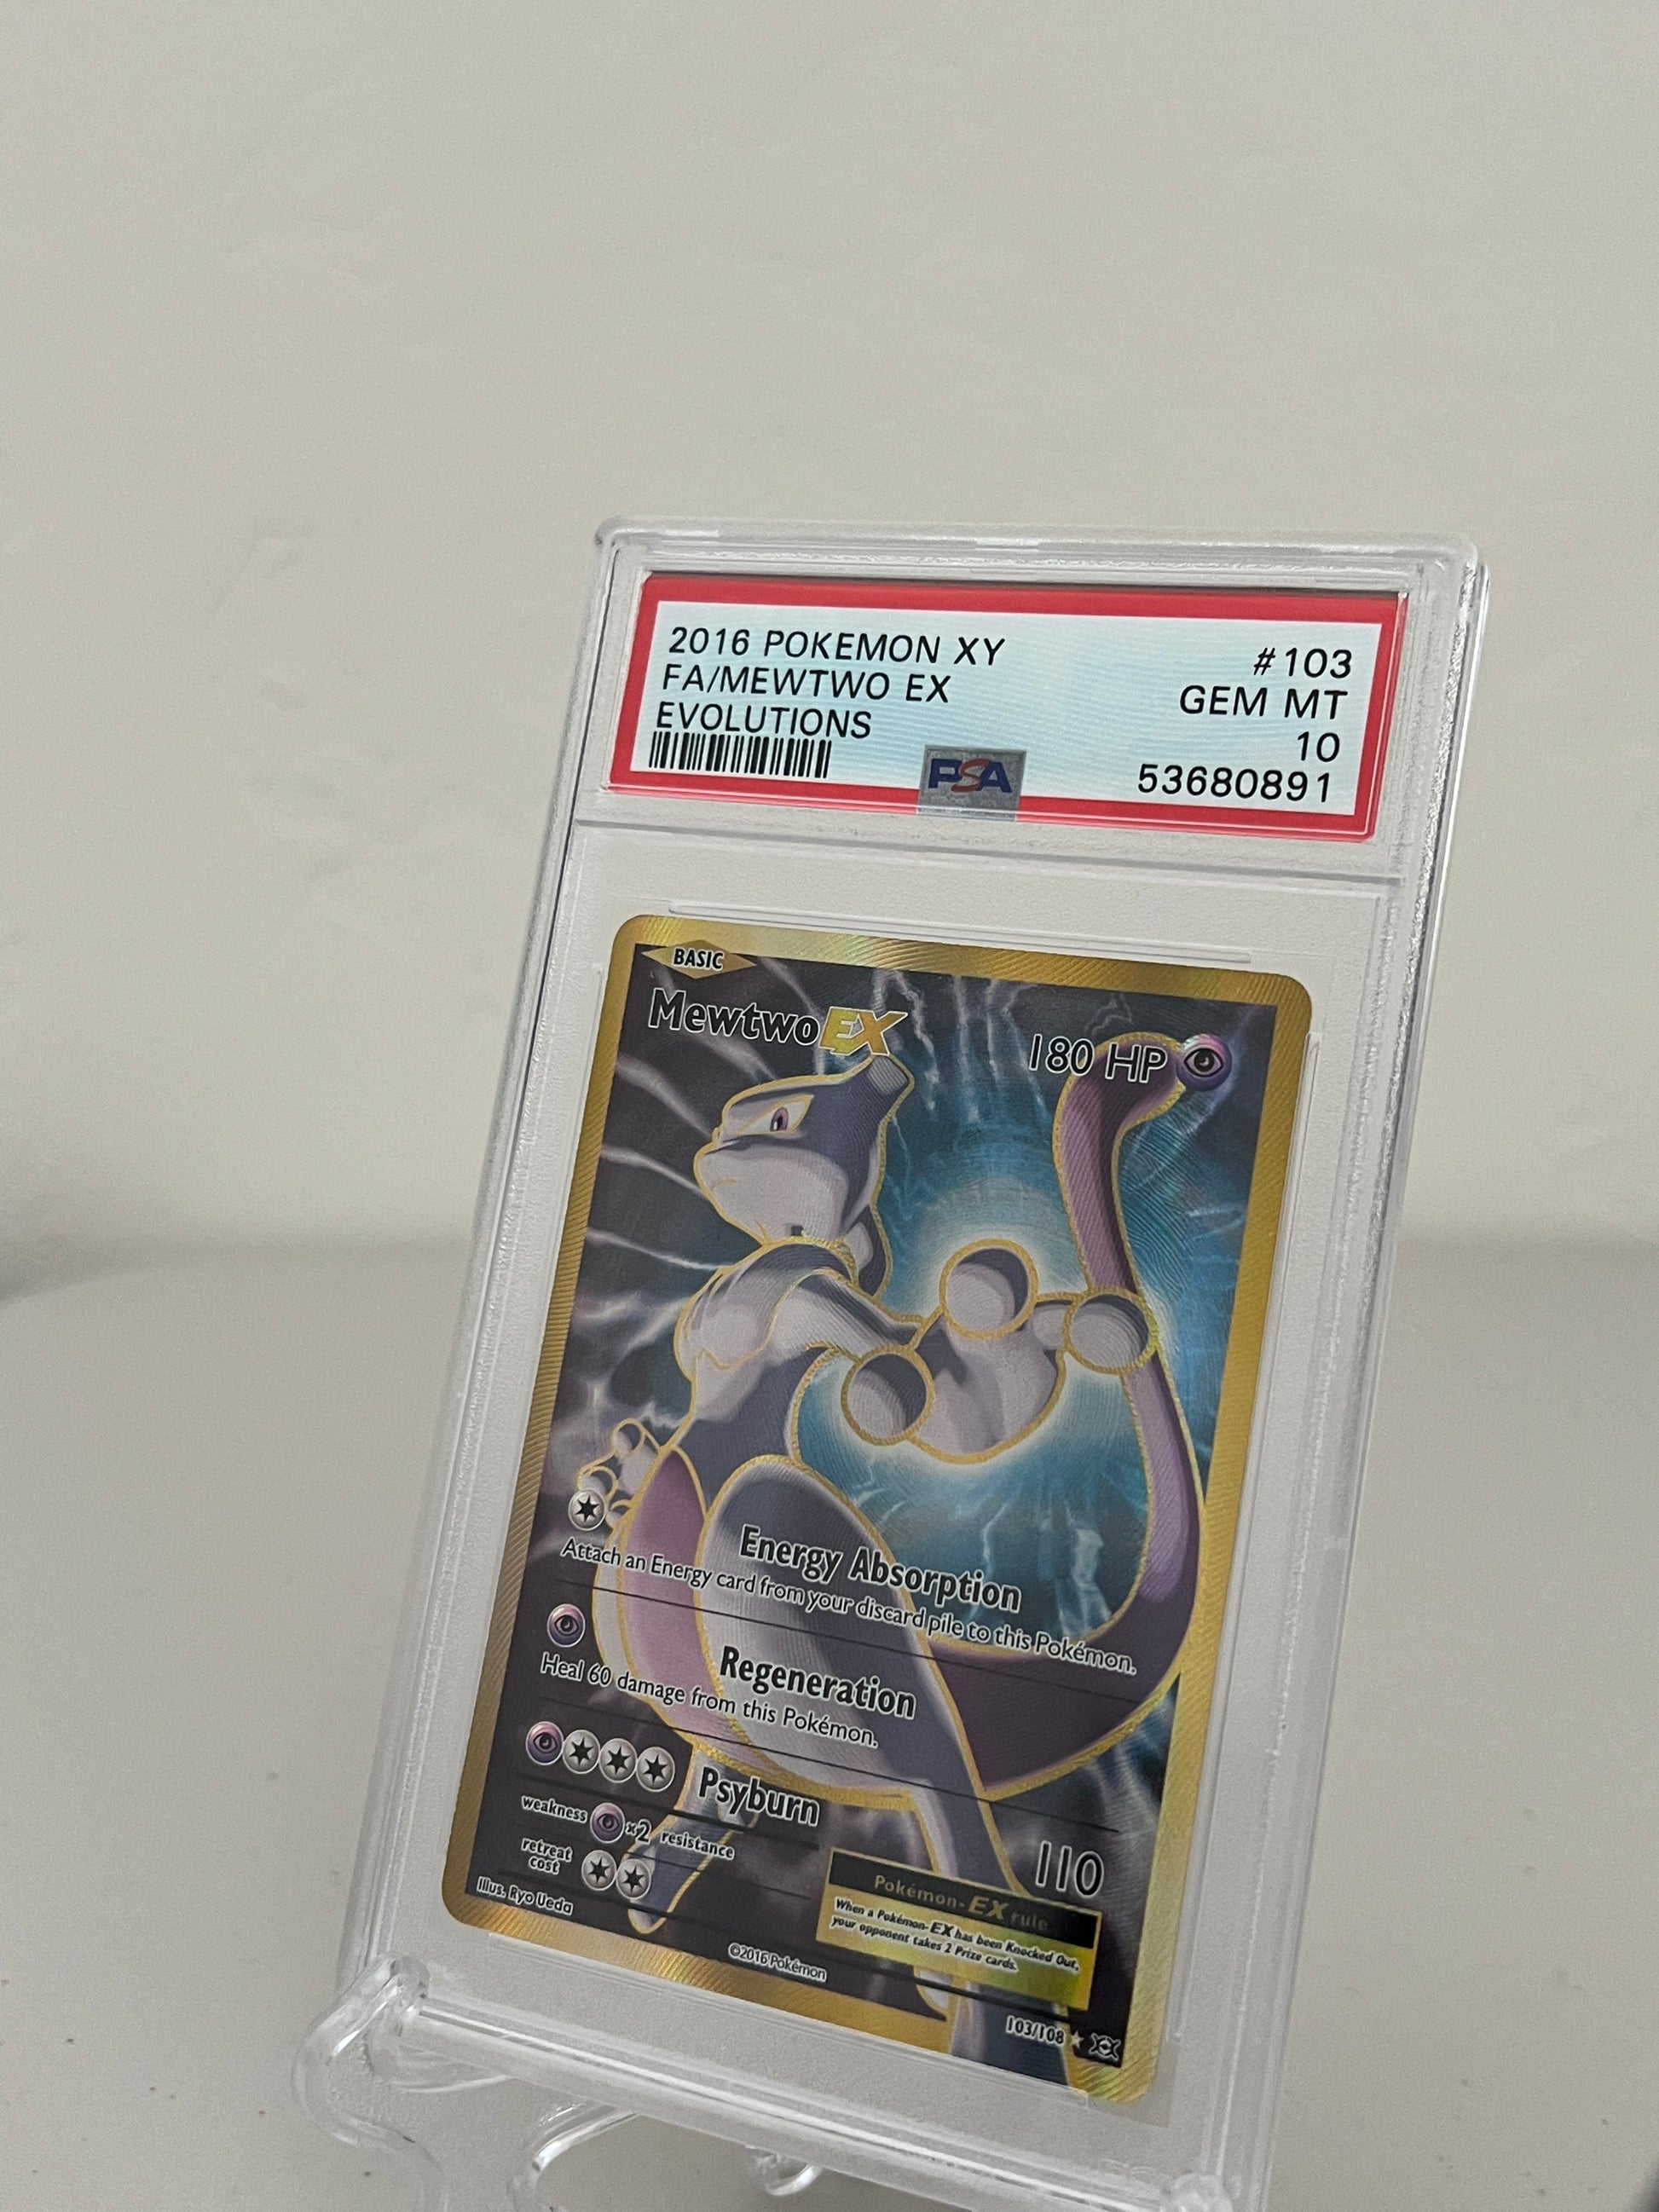 2016 POKEMON XY #103
FA/MEWTWO EX GEM MT
EVOLUTIONS 10
PSA 53680891
BASIC
Mewtwo EX 180 HP
Energy Absorption
Attach an Energy card from your discard pile to this Pokémon.
Regeneration
Heal 60 damage from this Pokémon.
Psyburn 110
weakness x2 resistance
retreat
cost
Pokémon-EX rule
When a Pokémon-EX has been Knocked Out,
your opponent takes 2 Prize cards.
Illus. Ryo Ueda
©2016 Pokémon
103/108